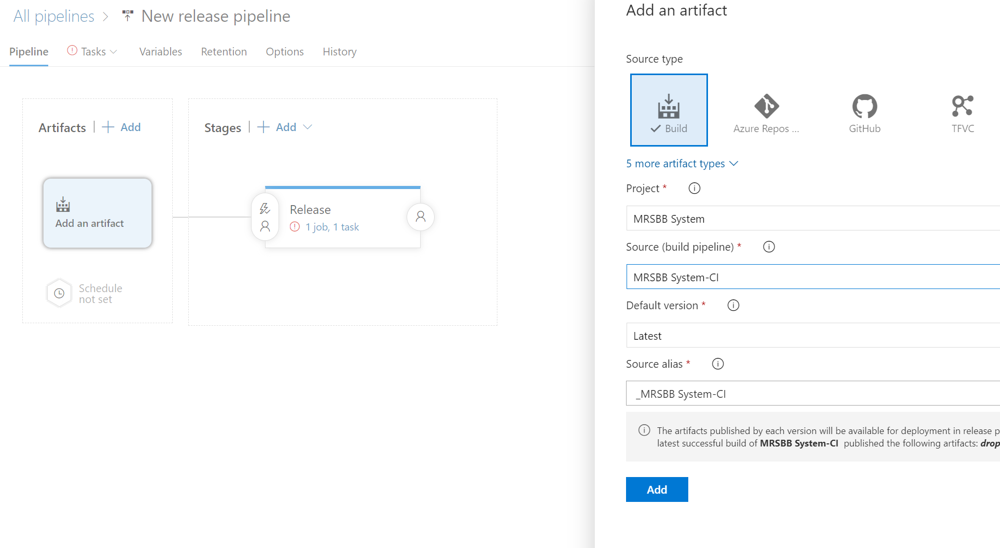 All pipelines > New release pipeline
Pipeline Tasks Variables Retention Options History
Artifacts | + Add
Stages | + Add
Add an artifact
Schedule
not set
Release
1 job, 1 task
Add an artifact
Source type
Build
Azure Repos ...
GitHub
TFVC
5 more artifact types
Project *
MRSBB System
Source (build pipeline) *
MRSBB System-CI
Default version *
Latest
Source alias *
_MRSBB System-CI
The artifacts published by each version will be available for deployment in release p
latest successful build of MRSBB System-CI published the following artifacts: drop
Add